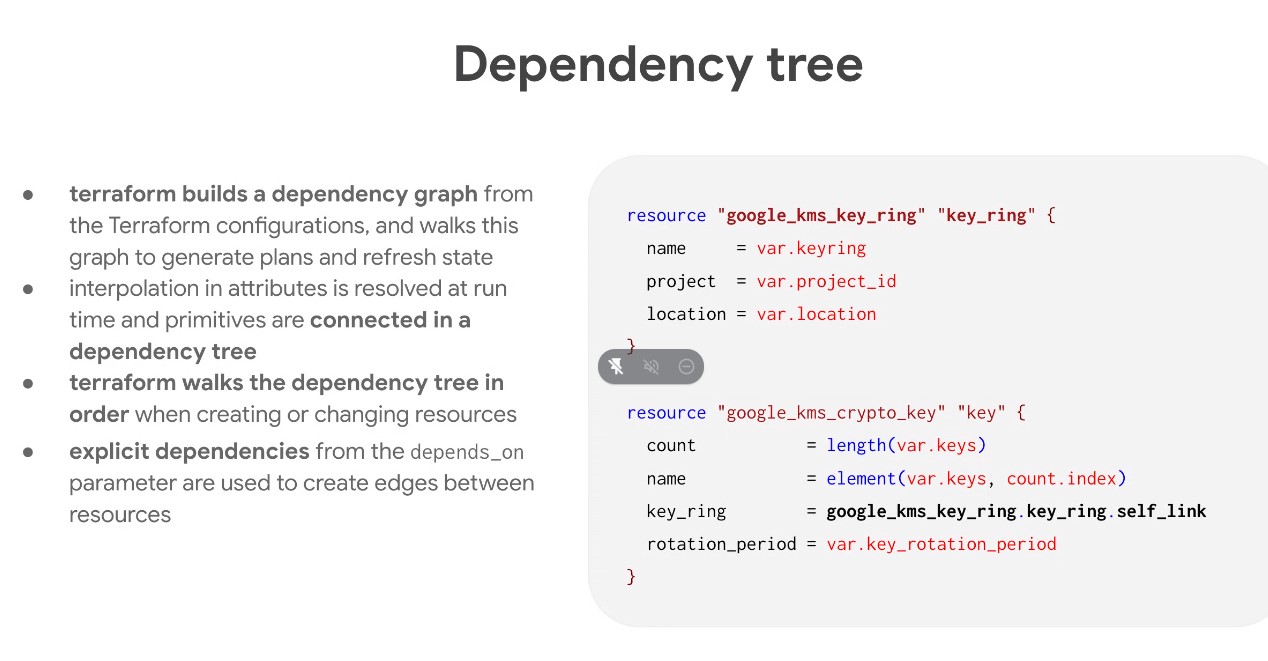 Dependency tree
● terraform builds a dependency graph from
the Terraform configurations, and walks this
graph to generate plans and refresh state
● interpolation in attributes is resolved at run
time and primitives are connected in a
dependency tree
● terraform walks the dependency tree in
order when creating or changing resources
● explicit dependencies from the depends_on
parameter are used to create edges between
resources
resource "google_kms_key_ring" "key_ring" {
  name     = var.keyring
  project  = var.project_id
  location = var.location
}
resource "google_kms_crypto_key" "key" {
  count           = length(var.keys)
  name            = element(var.keys, count.index)
  key_ring        = google_kms_key_ring.key_ring.self_link
  rotation_period = var.key_rotation_period
}